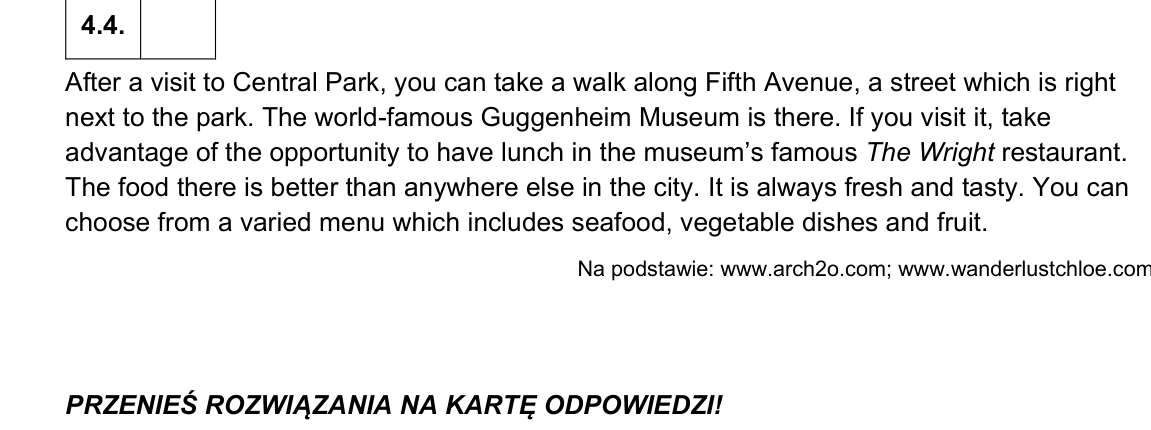 4.4.
After a visit to Central Park, you can take a walk along Fifth Avenue, a street which is right
next to the park. The world-famous Guggenheim Museum is there. If you visit it, take
advantage of the opportunity to have lunch in the museum’s famous The Wright restaurant.
The food there is better than anywhere else in the city. It is always fresh and tasty. You can
choose from a varied menu which includes seafood, vegetable dishes and fruit.
Na podstawie: www.arch2o.com; www.wanderlustchloe.com
PRZENIEŚ ROZWIĄZANIA NA KARTĘ ODPOWIEDZI!